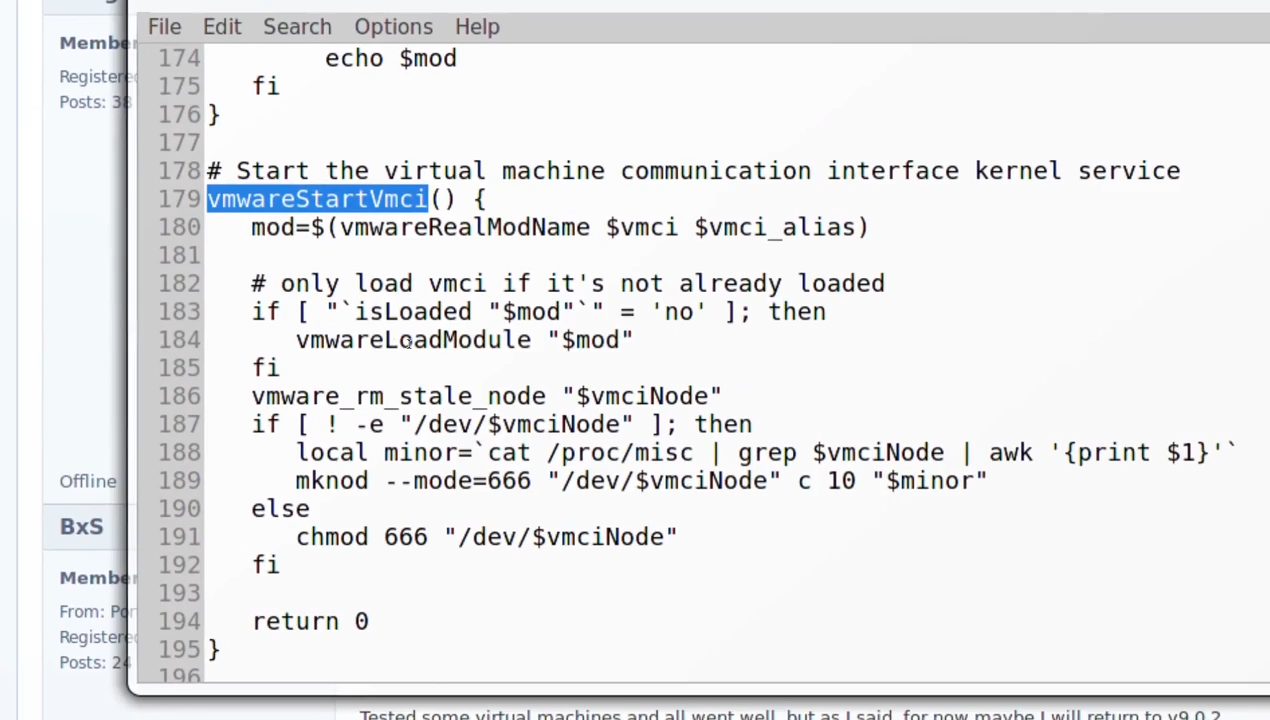 File Edit Search Options Help
Member
Registere
Posts: 38
Offline
BxS
Member
From: Por
Registere
Posts: 24
174 echo $mod
175 fi
176 }
177
178 # Start the virtual machine communication interface kernel service
179 vmwareStartVmci() {
180 mod=$(vmwareRealModName $vmci $vmci_alias)
181
182 # only load vmci if it's not already loaded
183 if [ "`isLoaded "$mod"`" = 'no' ]; then
184 vmwareLoadModule "$mod"
185 fi
186 vmware_rm_stale_node "$vmciNode"
187 if [ ! -e "/dev/$vmciNode" ]; then
188 local minor=`cat /proc/misc | grep $vmciNode | awk '{print $1}'`
189 mknod --mode=666 "/dev/$vmciNode" c 10 "$minor"
190 else
191 chmod 666 "/dev/$vmciNode"
192 fi
193
194 return 0
195 }
196
Tested some virtual machines and all went well, but as I said, for now maybe I will return to v9.0.2